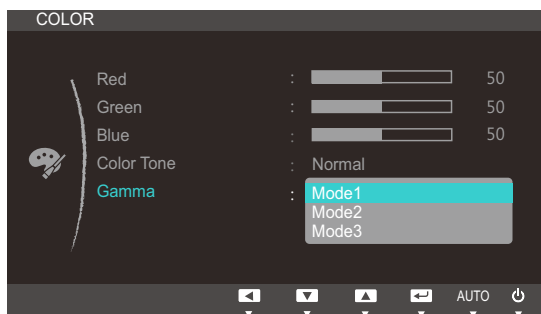 COLOR
Red : 50
Green : 50
Blue : 50
Color Tone : Normal
Gamma : Mode1
Mode2
Mode3
AUTO